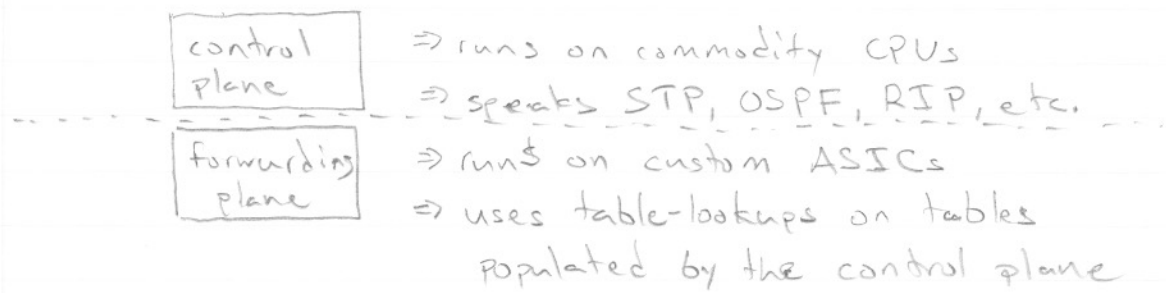 control
plane
⇒ runs on commodity CPUs
⇒ speaks STP, OSPF, RIP, etc.
forwarding
plane
⇒ runs on custom ASICs
⇒ uses table-lookups on tables
populated by the control plane